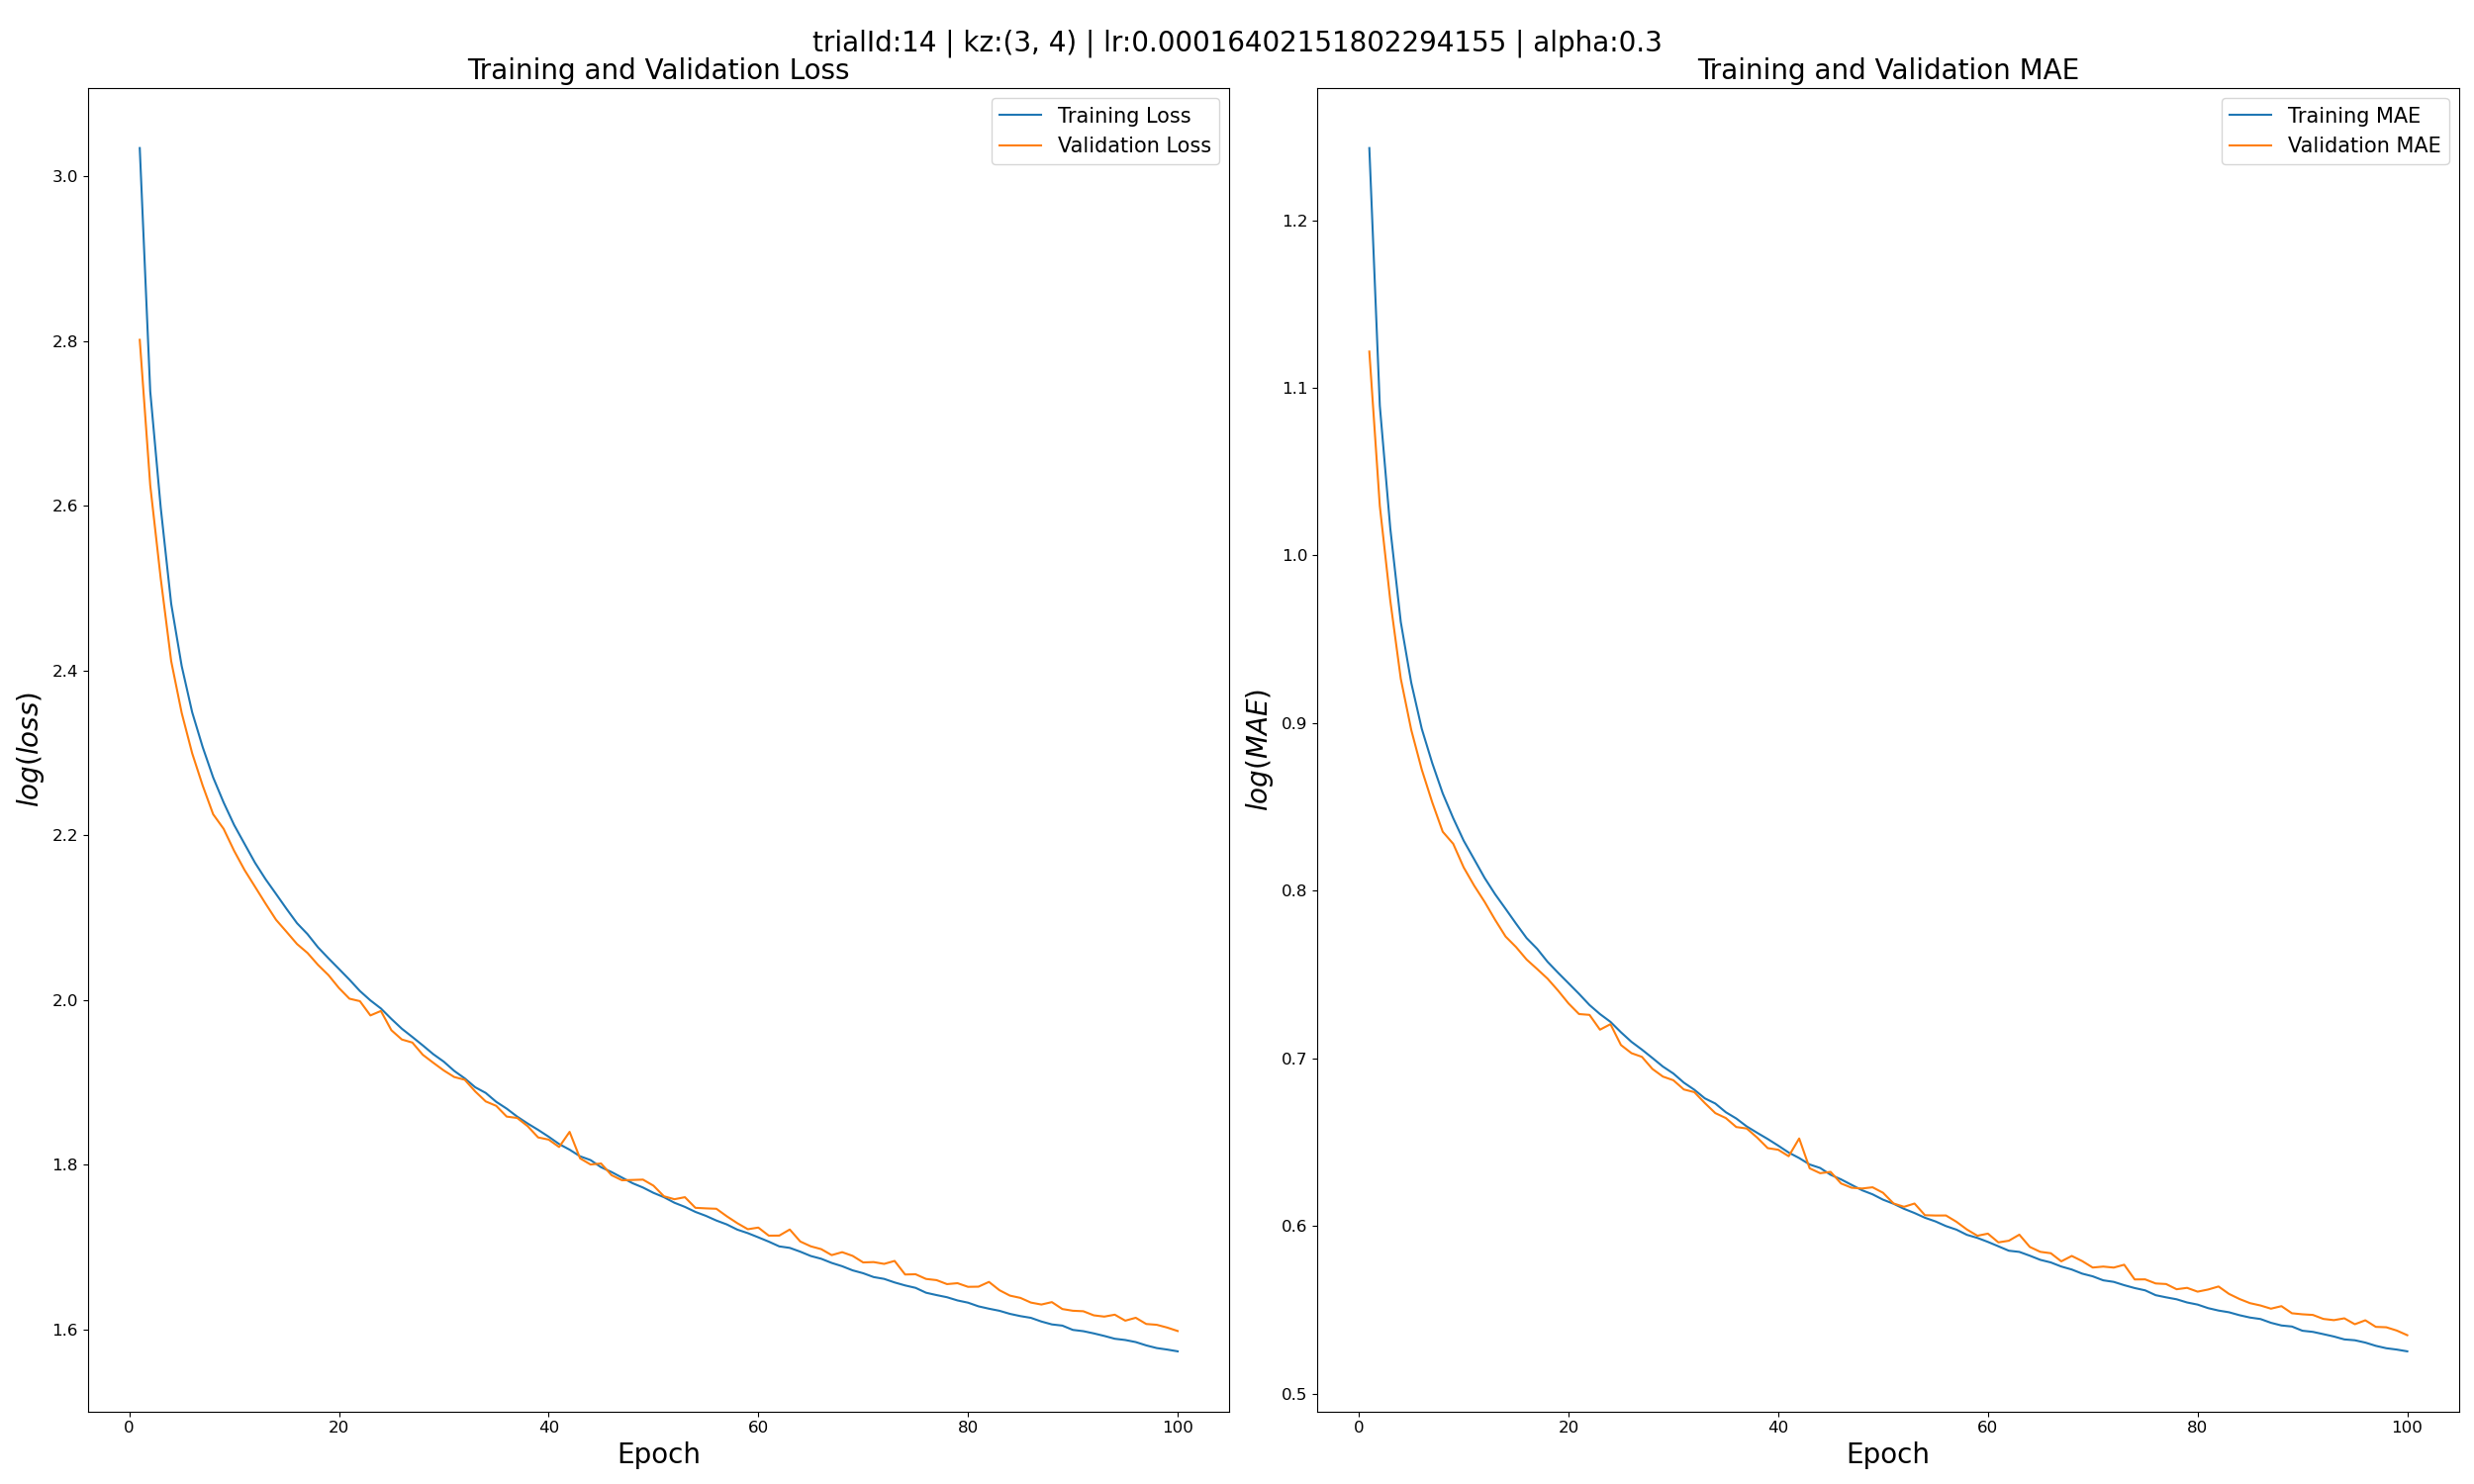 trialId:14 | kz:(3, 4) | lr:0.00016402151802294155 | alpha:0.3
Training and Validation Loss
Training Loss
Validation Loss
3.0
2.8
2.6
2.4
2.2
2.0
1.8
1.6
log(loss)
0 20 40 60 80 100
Epoch
Training and Validation MAE
Training MAE
Validation MAE
1.2
1.1
1.0
0.9
0.8
0.7
0.6
0.5
log(MAE)
0 20 40 60 80 100
Epoch